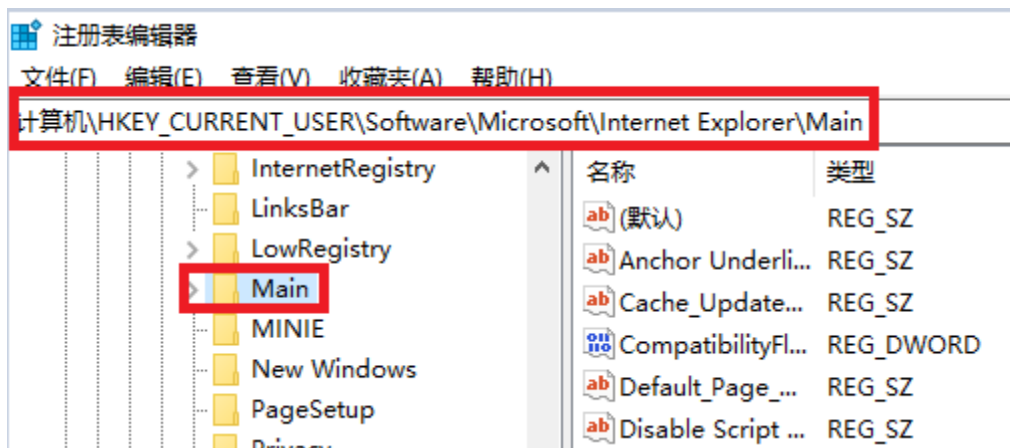 注册表编辑器
文件(F) 编辑(E) 查看(V) 收藏夹(A) 帮助(H)
计算机\HKEY_CURRENT_USER\Software\Microsoft\Internet Explorer\Main
InternetRegistry
LinksBar
LowRegistry
Main
MINIE
New Windows
PageSetup
Privacy
名称 类型
(默认) REG_SZ
Anchor Underli... REG_SZ
Cache_Update... REG_SZ
CompatibilityFl... REG_DWORD
Default_Page_... REG_SZ
Disable Script ... REG_SZ